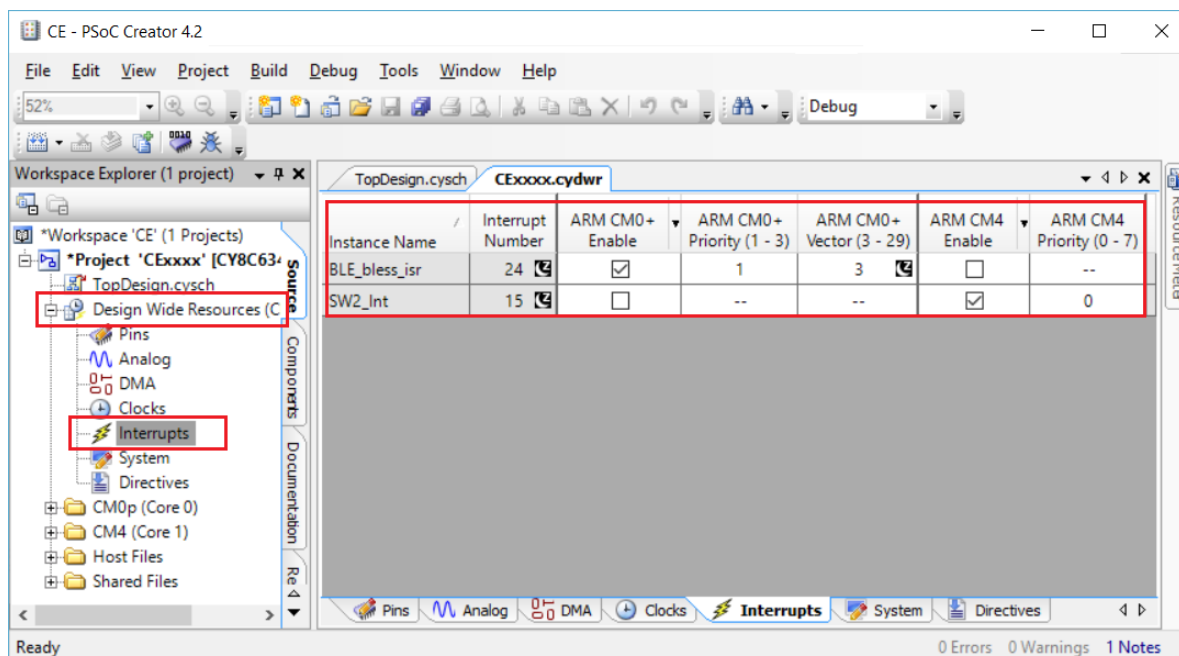 CE - PSoC Creator 4.2
File Edit View Project Build Debug Tools Window Help
52% Debug
Workspace Explorer (1 project)
*Workspace 'CE' (1 Projects)
*Project 'CExxxx' [CY8C634
TopDesign.cysch
Design Wide Resources (C
Pins
Analog
DMA
Clocks
Interrupts
System
Directives
CM0p (Core 0)
CM4 (Core 1)
Host Files
Shared Files
Source
Components
Documentation
Re
TopDesign.cysch CExxxx.cydwr
Instance Name Interrupt Number ARM CM0+ Enable ARM CM0+ Priority (1 - 3) ARM CM0+ Vector (3 - 29) ARM CM4 Enable ARM CM4 Priority (0 - 7)
BLE_bless_isr 24 1 3 --
SW2_Int 15 -- -- 0
Pins Analog DMA Clocks Interrupts System Directives
Resource Mete
Ready 0 Errors 0 Warnings 1 Notes